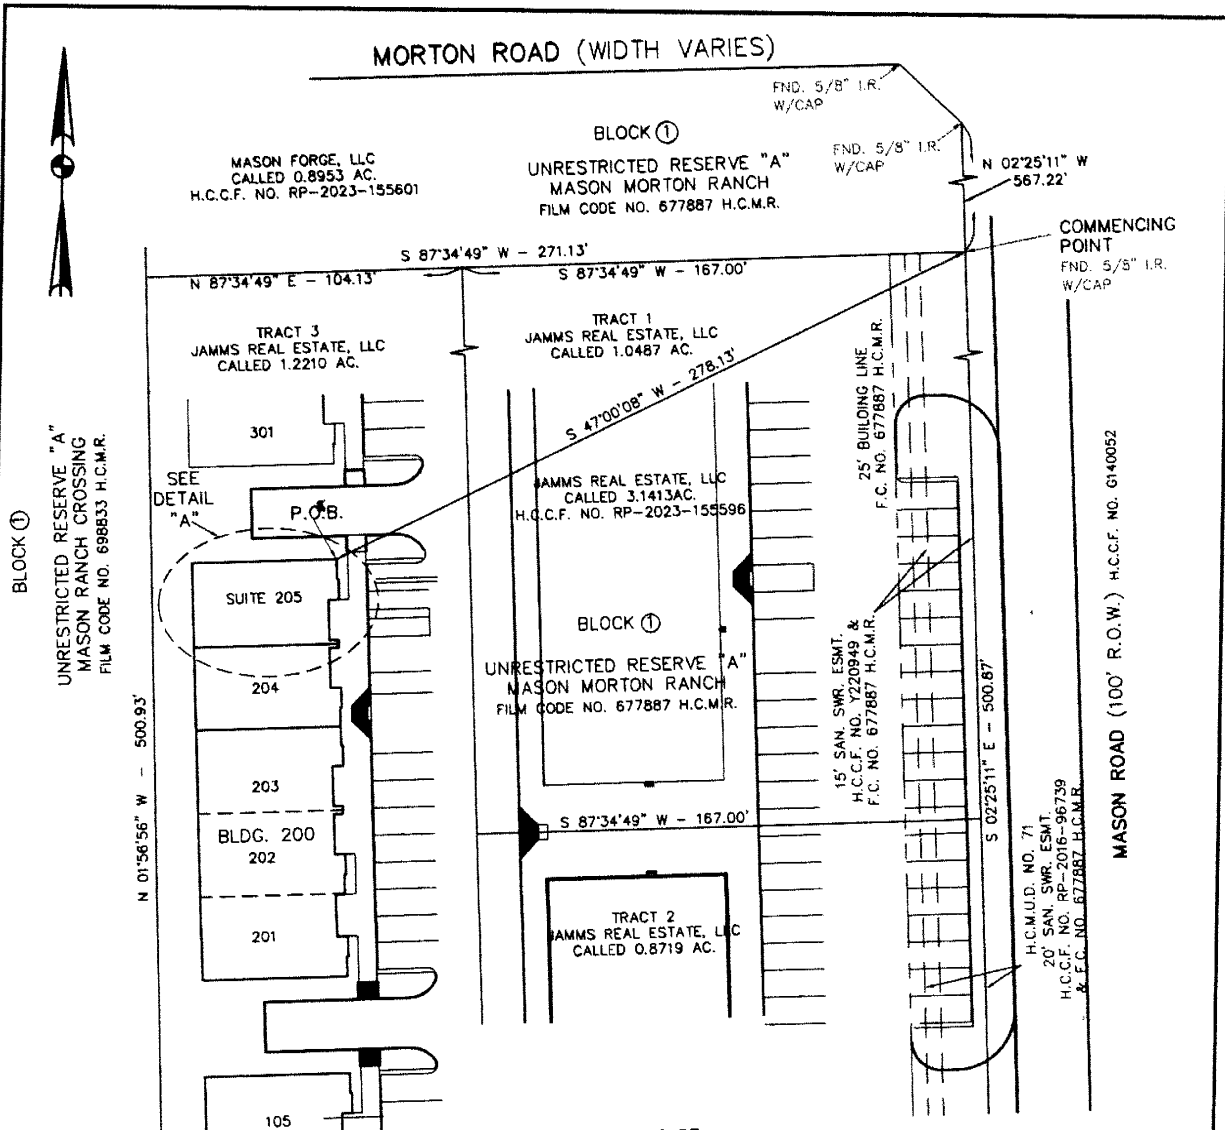 MORTON ROAD (WIDTH VARIES)
FND. 5/8" I.R.
W/CAP
BLOCK 1
UNRESTRICTED RESERVE "A"
MASON MORTON RANCH
FILM CODE NO. 677887 H.C.M.R.
FND. 5/8" I.R.
W/CAP
MASON FORGE, LLC
CALLED 0.8953 AC.
H.C.C.F. NO. RP-2023-155601
N 02°25'11" W
567.22'
COMMENCING
POINT
FND. 5/8" I.R.
W/CAP
S 87°34'49" W - 271.13'
N 87°34'49" E - 104.13'
S 87°34'49" W - 167.00'
TRACT 3
JAMMS REAL ESTATE, LLC
CALLED 1.2210 AC.
TRACT 1
JAMMS REAL ESTATE, LLC
CALLED 1.0487 AC.
S 47°00'08" W - 278.13'
25' BUILDING LINE
F.C. NO. 677887 H.C.M.R.
301
SEE
DETAIL
"A"
P.O.B.
JAMMS REAL ESTATE, LLC
CALLED 3.1413AC.
H.C.C.F. NO. RP-2023-155596
BLOCK 1
UNRESTRICTED RESERVE "A"
MASON RANCH CROSSING
FILM CODE NO. 698833 H.C.M.R.
SUITE 205
204
203
BLDG. 200
202
201
105
N 01°56'56" W - 500.93'
BLOCK 1
UNRESTRICTED RESERVE "A"
MASON MORTON RANCH
FILM CODE NO. 677887 H.C.M.R.
S 87°34'49" W - 167.00'
TRACT 2
JAMMS REAL ESTATE, LLC
CALLED 0.8719 AC.
15' SAN. SWR. ESMT.
H.C.C.F. NO. Y220949 &
F.C. NO. 677887 H.C.M.R.
S 02°25'11" E - 500.87'
H.C.M.U.D. NO. 71
20' SAN. SWR. ESMT.
H.C.C.F. NO. RP-2016-96739
& F.C. NO. 677887 H.C.M.R.
MASON ROAD (100' R.O.W.) H.C.C.F. NO. G140052